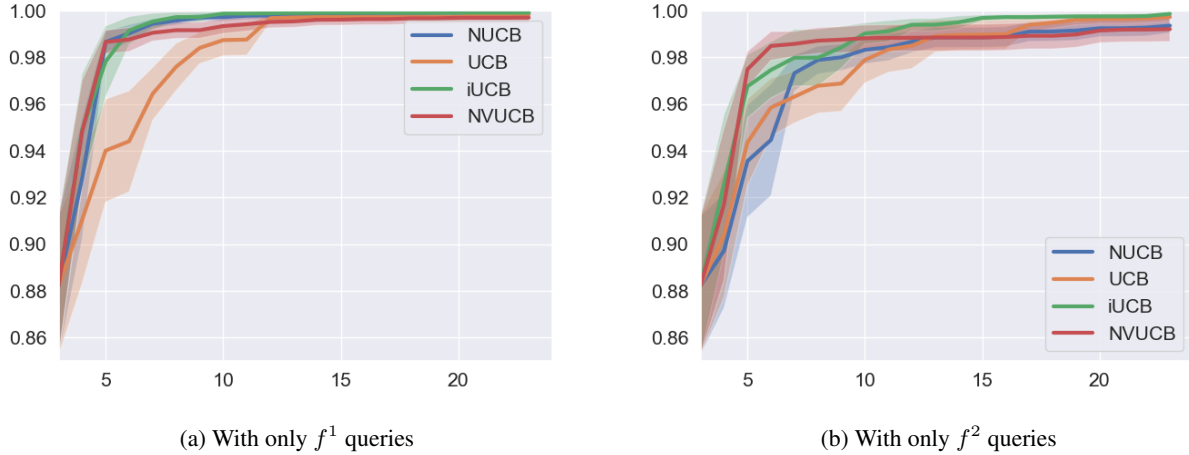 1.00
0.98
0.96
0.94
0.92
0.90
0.88
0.86
5 10 15 20
NUCB
UCB
iUCB
NVUCB
(a) With only f¹ queries
1.00
0.98
0.96
0.94
0.92
0.90
0.88
0.86
5 10 15 20
NUCB
UCB
iUCB
NVUCB
(b) With only f² queries